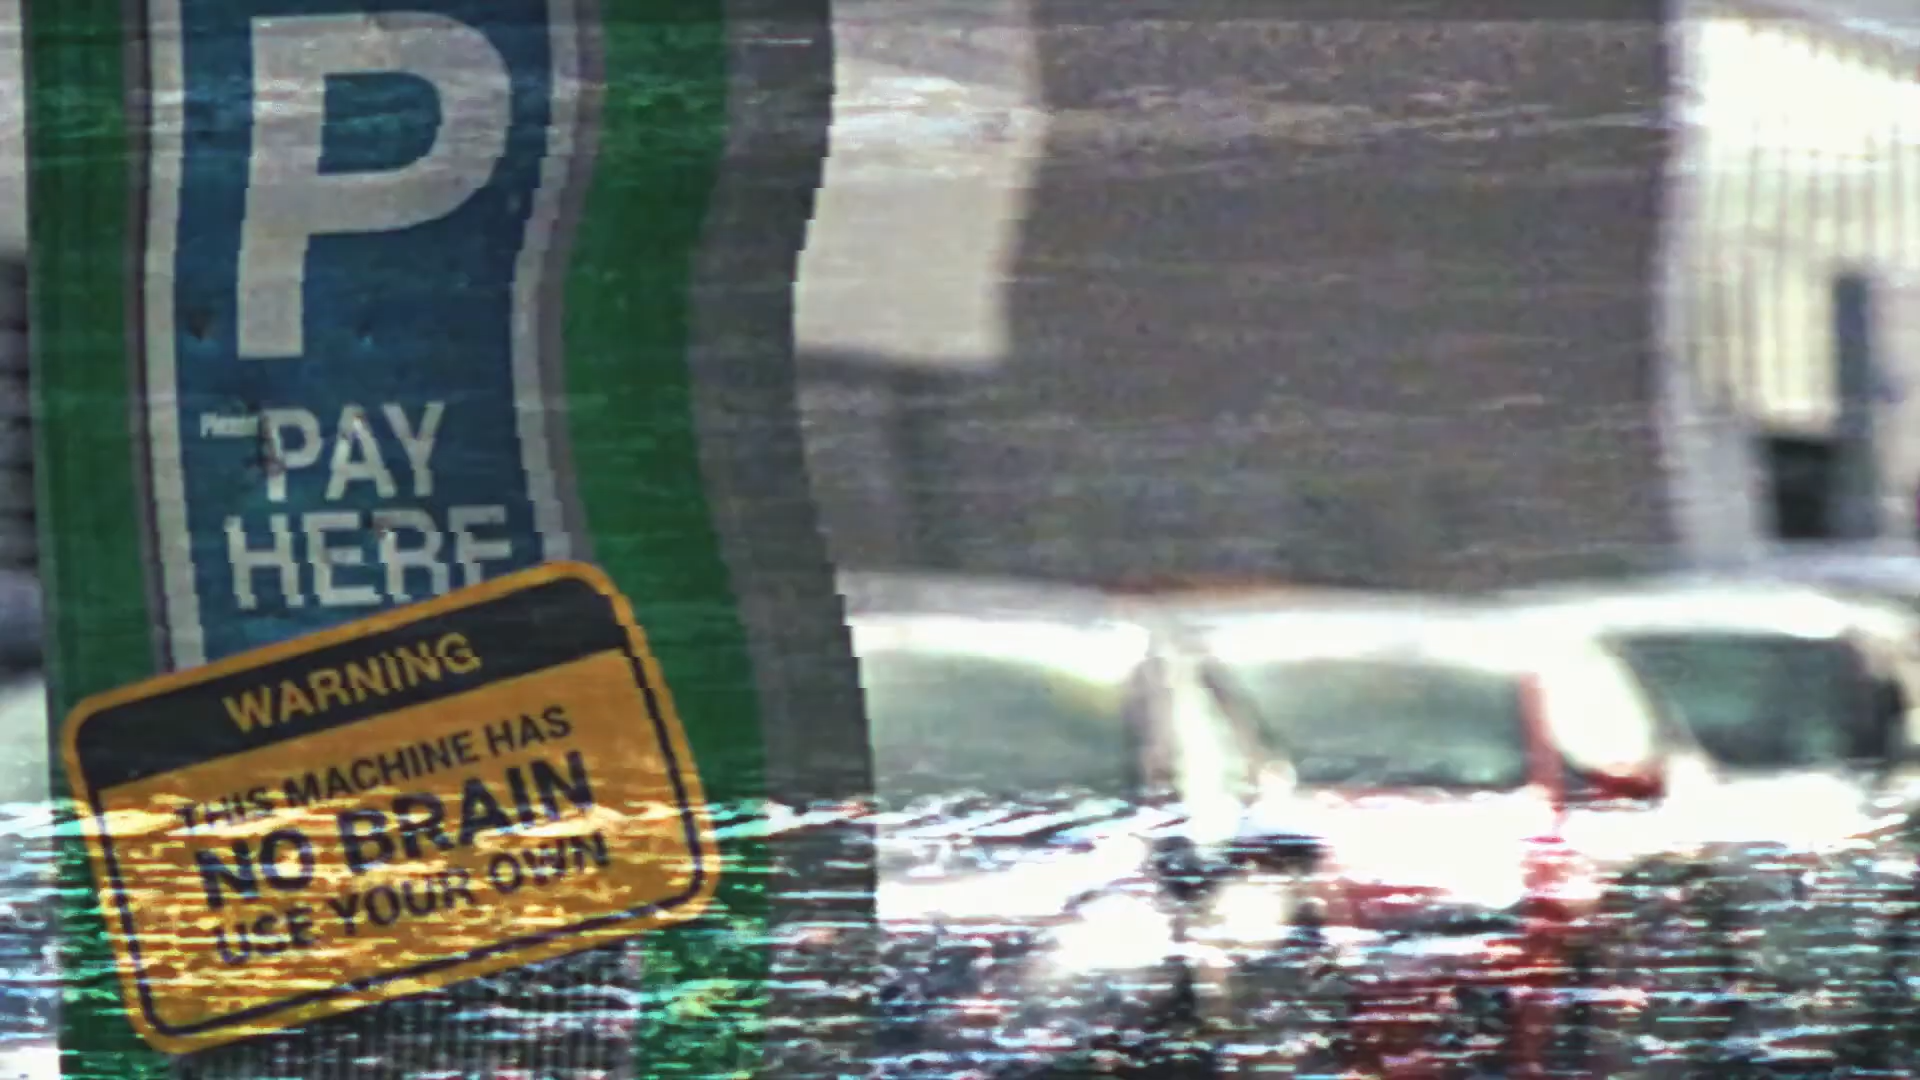 P
Please
PAY
HERE
WARNING
THIS MACHINE HAS
NO BRAIN
USE YOUR OWN